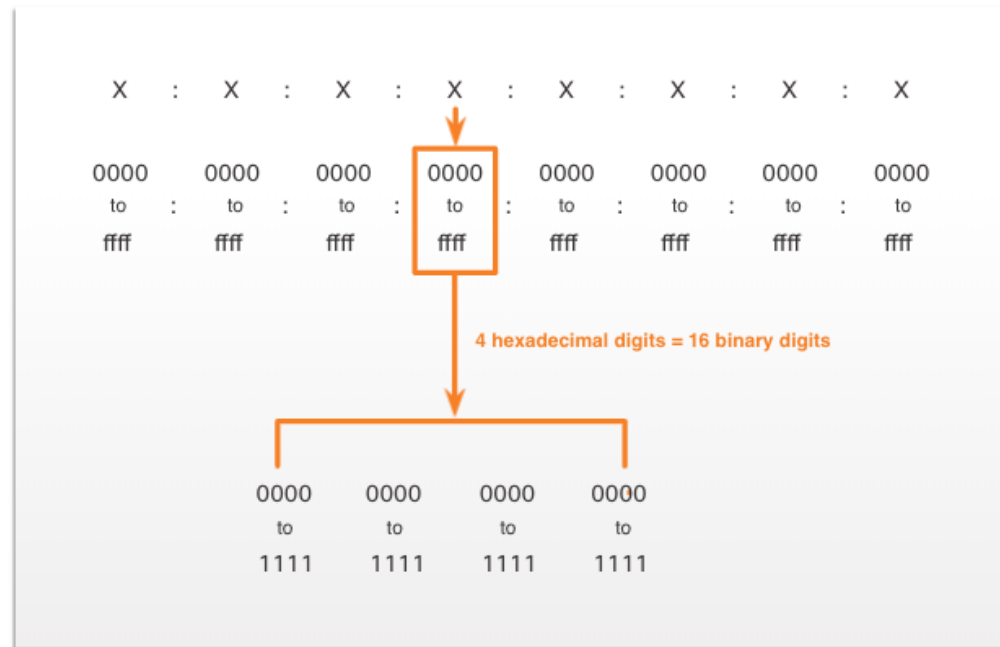 X : X : X : X : X : X : X : X
0000 0000 0000 0000 0000 0000 0000 0000
to : to : to : to : to : to : to : to
ffff ffff ffff ffff ffff ffff ffff ffff
4 hexadecimal digits = 16 binary digits
0000 0000 0000 0000
to to to to
1111 1111 1111 1111